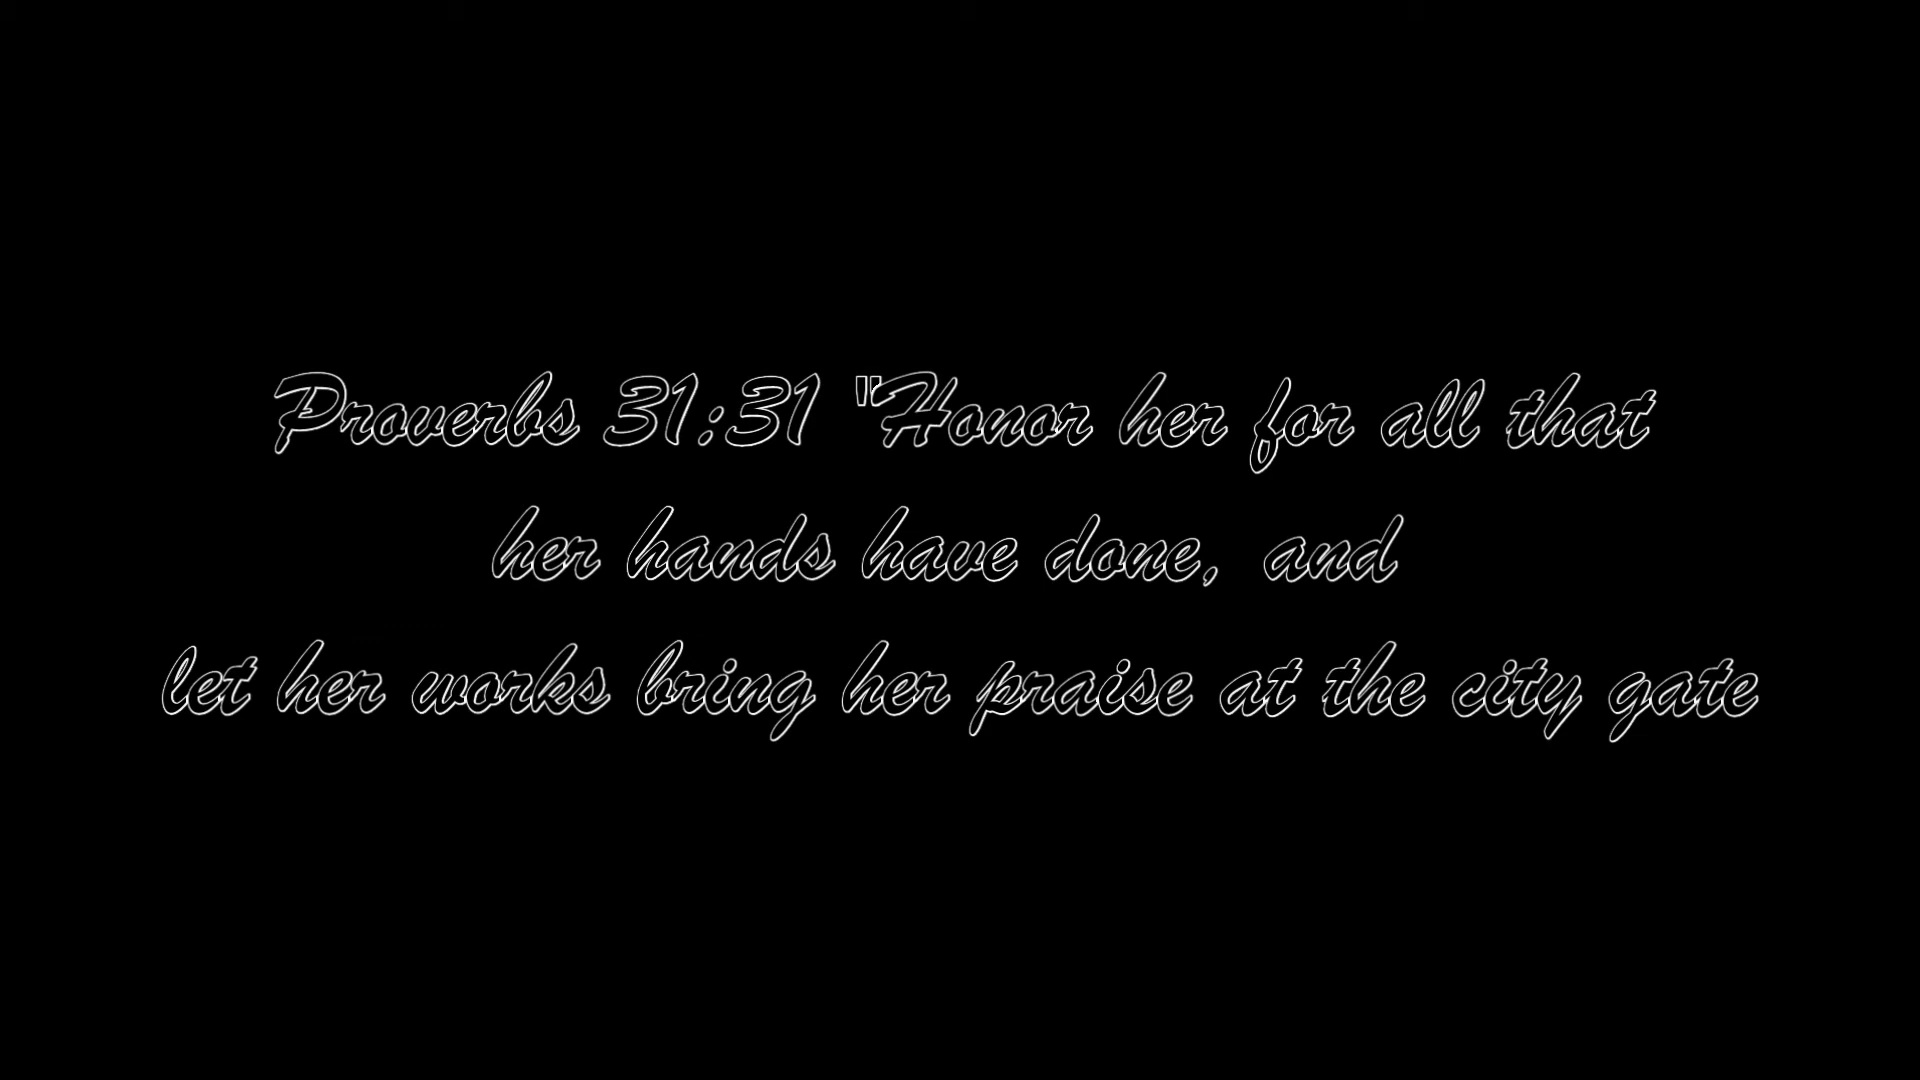 Proverbs 31:31 "Honor her for all that
her hands have done, and
let her works bring her praise at the city gate